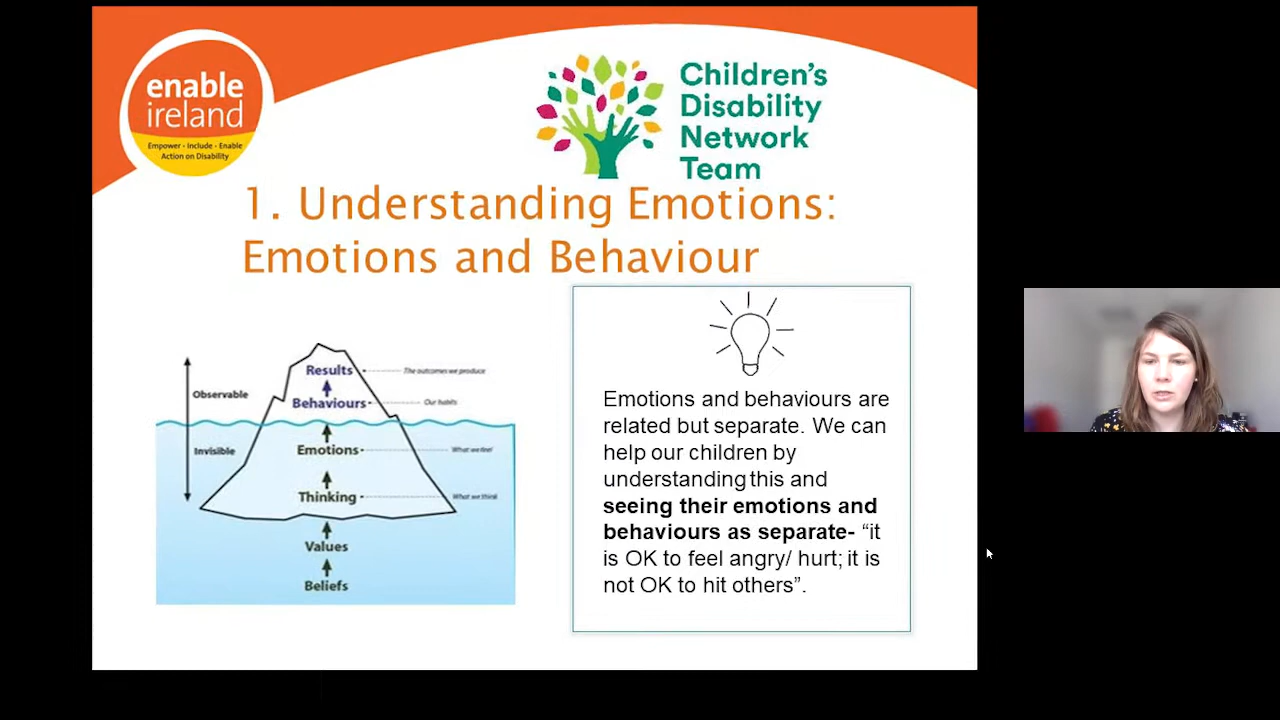 enable
ireland
Empower - Include - Enable
Action on Disability
Children's
Disability
Network
Team
1. Understanding Emotions:
Emotions and Behaviour
Results
The outcomes we produce
Observable
Behaviours
Our habits
Invisible
Emotions
What we feel
Thinking
What we think
Values
Beliefs
Emotions and behaviours are
related but separate. We can
help our children by
understanding this and
seeing their emotions and
behaviours as separate- “it
is OK to feel angry/ hurt; it is
not OK to hit others”.